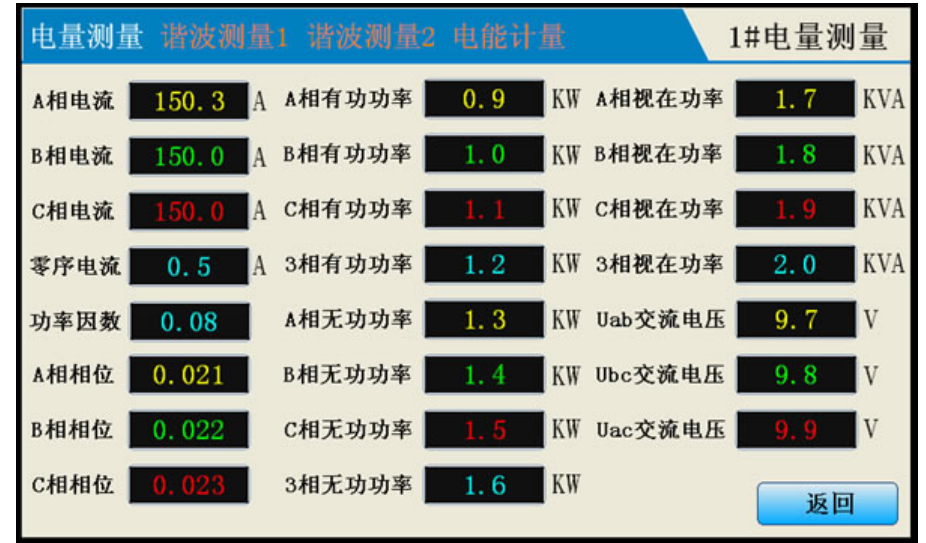 电量测量 谐波测量1 谐波测量2 电能计量 1#电量测量
A相电流 150.3 A A相有功功率 0.9 KW A相视在功率 1.7 KVA
B相电流 150.0 A B相有功功率 1.0 KW B相视在功率 1.8 KVA
C相电流 150.0 A C相有功功率 1.1 KW C相视在功率 1.9 KVA
零序电流 0.5 A 3相有功功率 1.2 KW 3相视在功率 2.0 KVA
功率因数 0.08 A相无功功率 1.3 KW Uab交流电压 9.7 V
A相相位 0.021 B相无功功率 1.4 KW Ubc交流电压 9.8 V
B相相位 0.022 C相无功功率 1.5 KW Uac交流电压 9.9 V
C相相位 0.023 3相无功功率 1.6 KW
返回